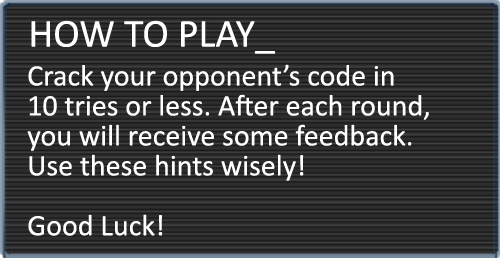 HOW TO PLAY_
Crack your opponent’s code in
10 tries or less. After each round,
you will receive some feedback.
Use these hints wisely!
Good Luck!